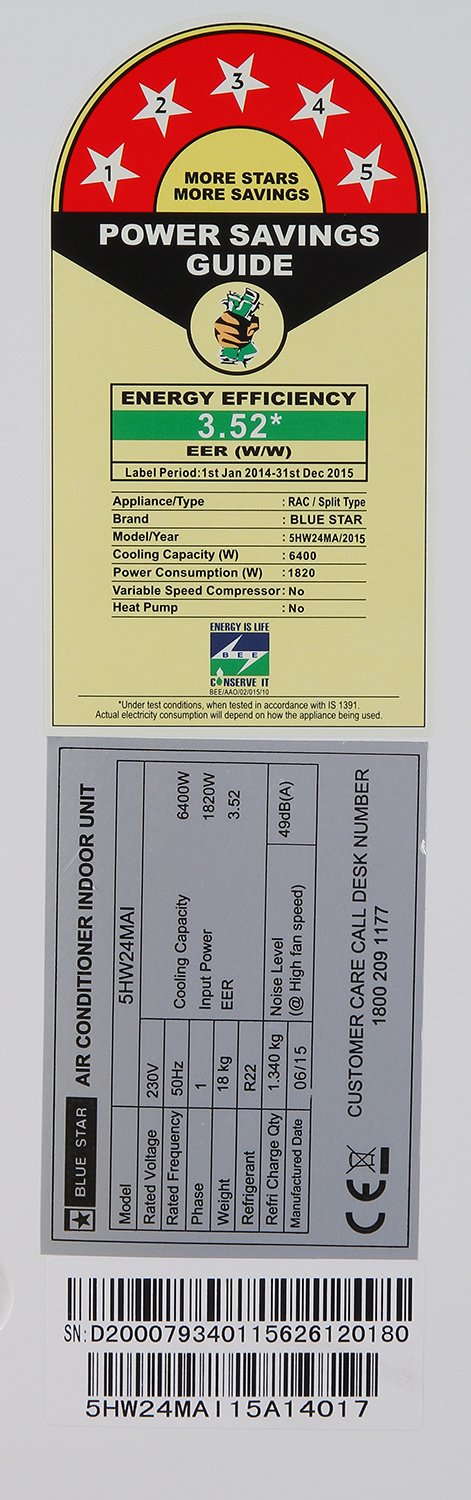 1 2 3 4 5
MORE STARS
MORE SAVINGS
POWER SAVINGS
GUIDE
ENERGY EFFICIENCY
3.52*
EER (W/W)
Label Period:1st Jan 2014-31st Dec 2015
Appliance/Type : RAC / Split Type
Brand : BLUE STAR
Model/Year : 5HW24MA/2015
Cooling Capacity (W) : 6400
Power Consumption (W) : 1820
Variable Speed Compressor: No
Heat Pump : No
ENERGY IS LIFE
BEE
CONSERVE IT
BEE/AAO/02/015/10
*Under test conditions, when tested in accordance with IS 1391.
Actual electricity consumption will depend on how the appliance being used.
BLUE STAR AIR CONDITIONER INDOOR UNIT
Model 5HW24MAI
Rated Voltage 230V
Rated Frequency 50Hz Cooling Capacity 6400W
Phase 1 Input Power 1820W
Weight 18 kg EER 3.52
Refrigerant R22
Refri Charge Qty 1.340 kg Noise Level 49dB(A)
Manufactured Date 06/15 (@ High fan speed)
CE CUSTOMER CARE CALL DESK NUMBER
1800 209 1177
SN:D200079340115626120180
5HW24MAI15A14017